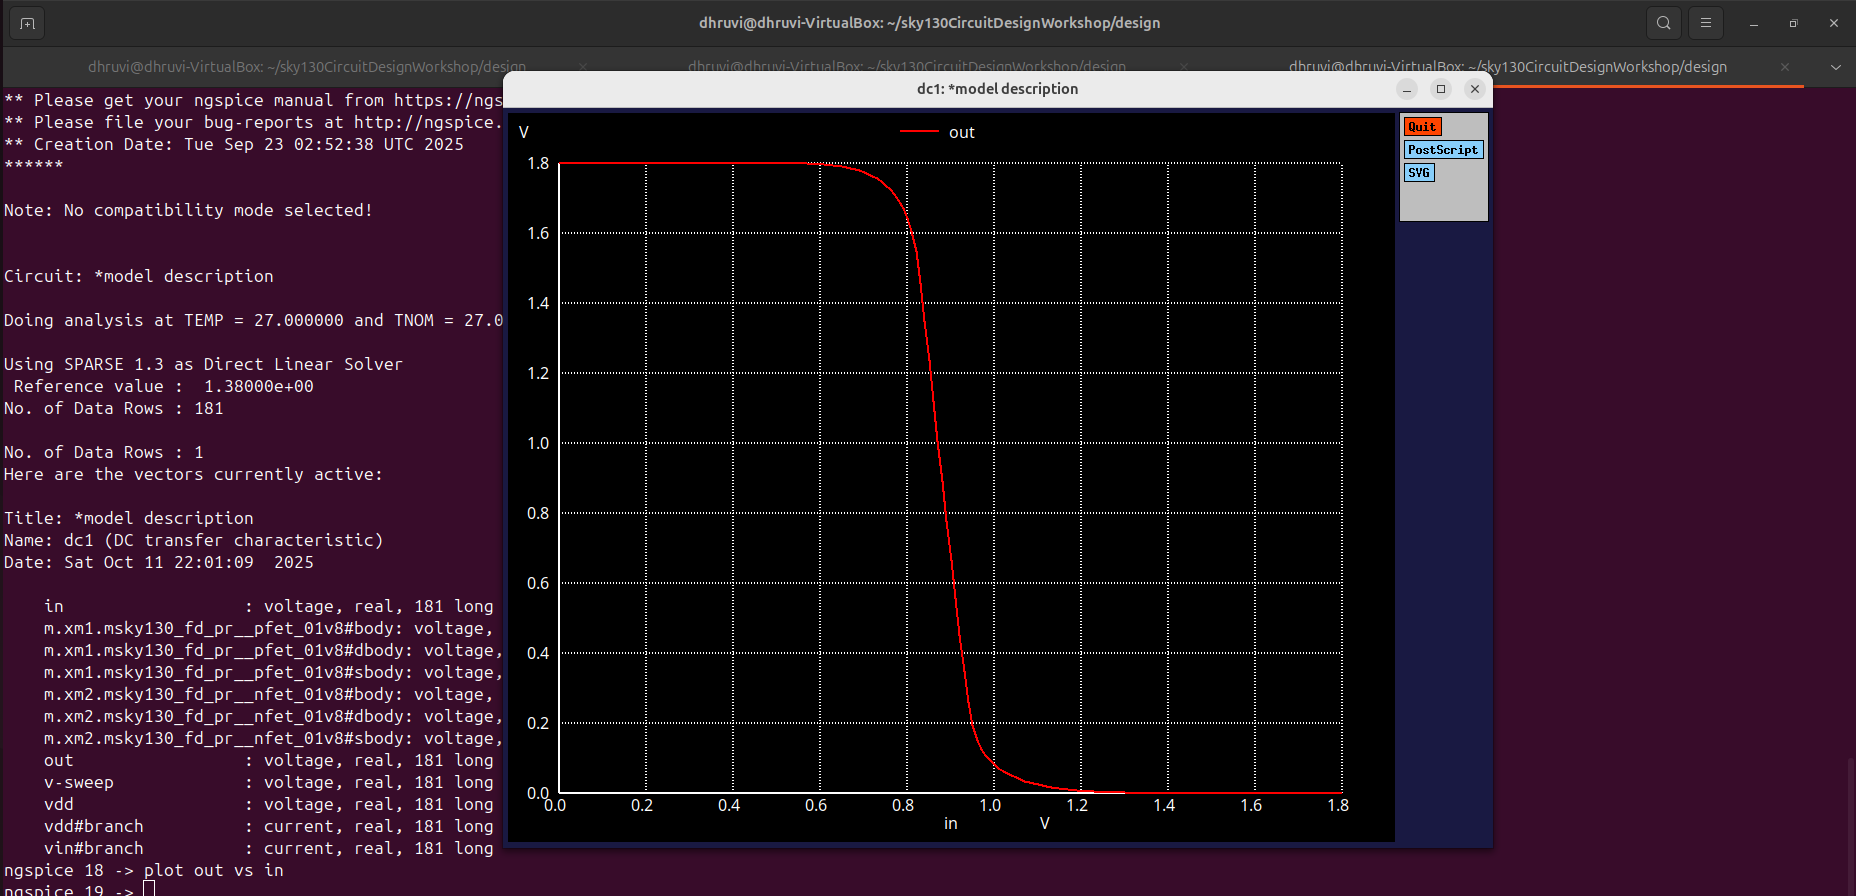 dhruvi@dhruvi-VirtualBox: ~/sky130CircuitDesignWorkshop/design
dhruvi@dhruvi-VirtualBox: ~/sky130CircuitDesignWorkshop/design
dhruvi@dhruvi-VirtualBox: ~/sky130CircuitDesignWorkshop/design
dhruvi@dhruvi-VirtualBox: ~/sky130CircuitDesignWorkshop/design
** Please get your ngspice manual from https://ngs
** Please file your bug-reports at http://ngspice.
** Creation Date: Tue Sep 23 02:52:38 UTC 2025
******
Note: No compatibility mode selected!
Circuit: *model description
Doing analysis at TEMP = 27.000000 and TNOM = 27.0
Using SPARSE 1.3 as Direct Linear Solver
Reference value :  1.38000e+00
No. of Data Rows : 181
No. of Data Rows : 1
Here are the vectors currently active:
Title: *model description
Name: dc1 (DC transfer characteristic)
Date: Sat Oct 11 22:01:09  2025
in                  : voltage, real, 181 long
m.xm1.msky130_fd_pr__pfet_01v8#body: voltage,
m.xm1.msky130_fd_pr__pfet_01v8#dbody: voltage,
m.xm1.msky130_fd_pr__pfet_01v8#sbody: voltage,
m.xm2.msky130_fd_pr__nfet_01v8#body: voltage,
m.xm2.msky130_fd_pr__nfet_01v8#dbody: voltage,
m.xm2.msky130_fd_pr__nfet_01v8#sbody: voltage,
out                 : voltage, real, 181 long
v-sweep             : voltage, real, 181 long
vdd                 : voltage, real, 181 long
vdd#branch          : current, real, 181 long
vin#branch          : current, real, 181 long
ngspice 18 -> plot out vs in
ngspice 19 ->
dc1: *model description
V
out
Quit
PostScript
SVG
1.8
1.6
1.4
1.2
1.0
0.8
0.6
0.4
0.2
0.0
0.0 0.2 0.4 0.6 0.8 1.0 1.2 1.4 1.6 1.8
in V